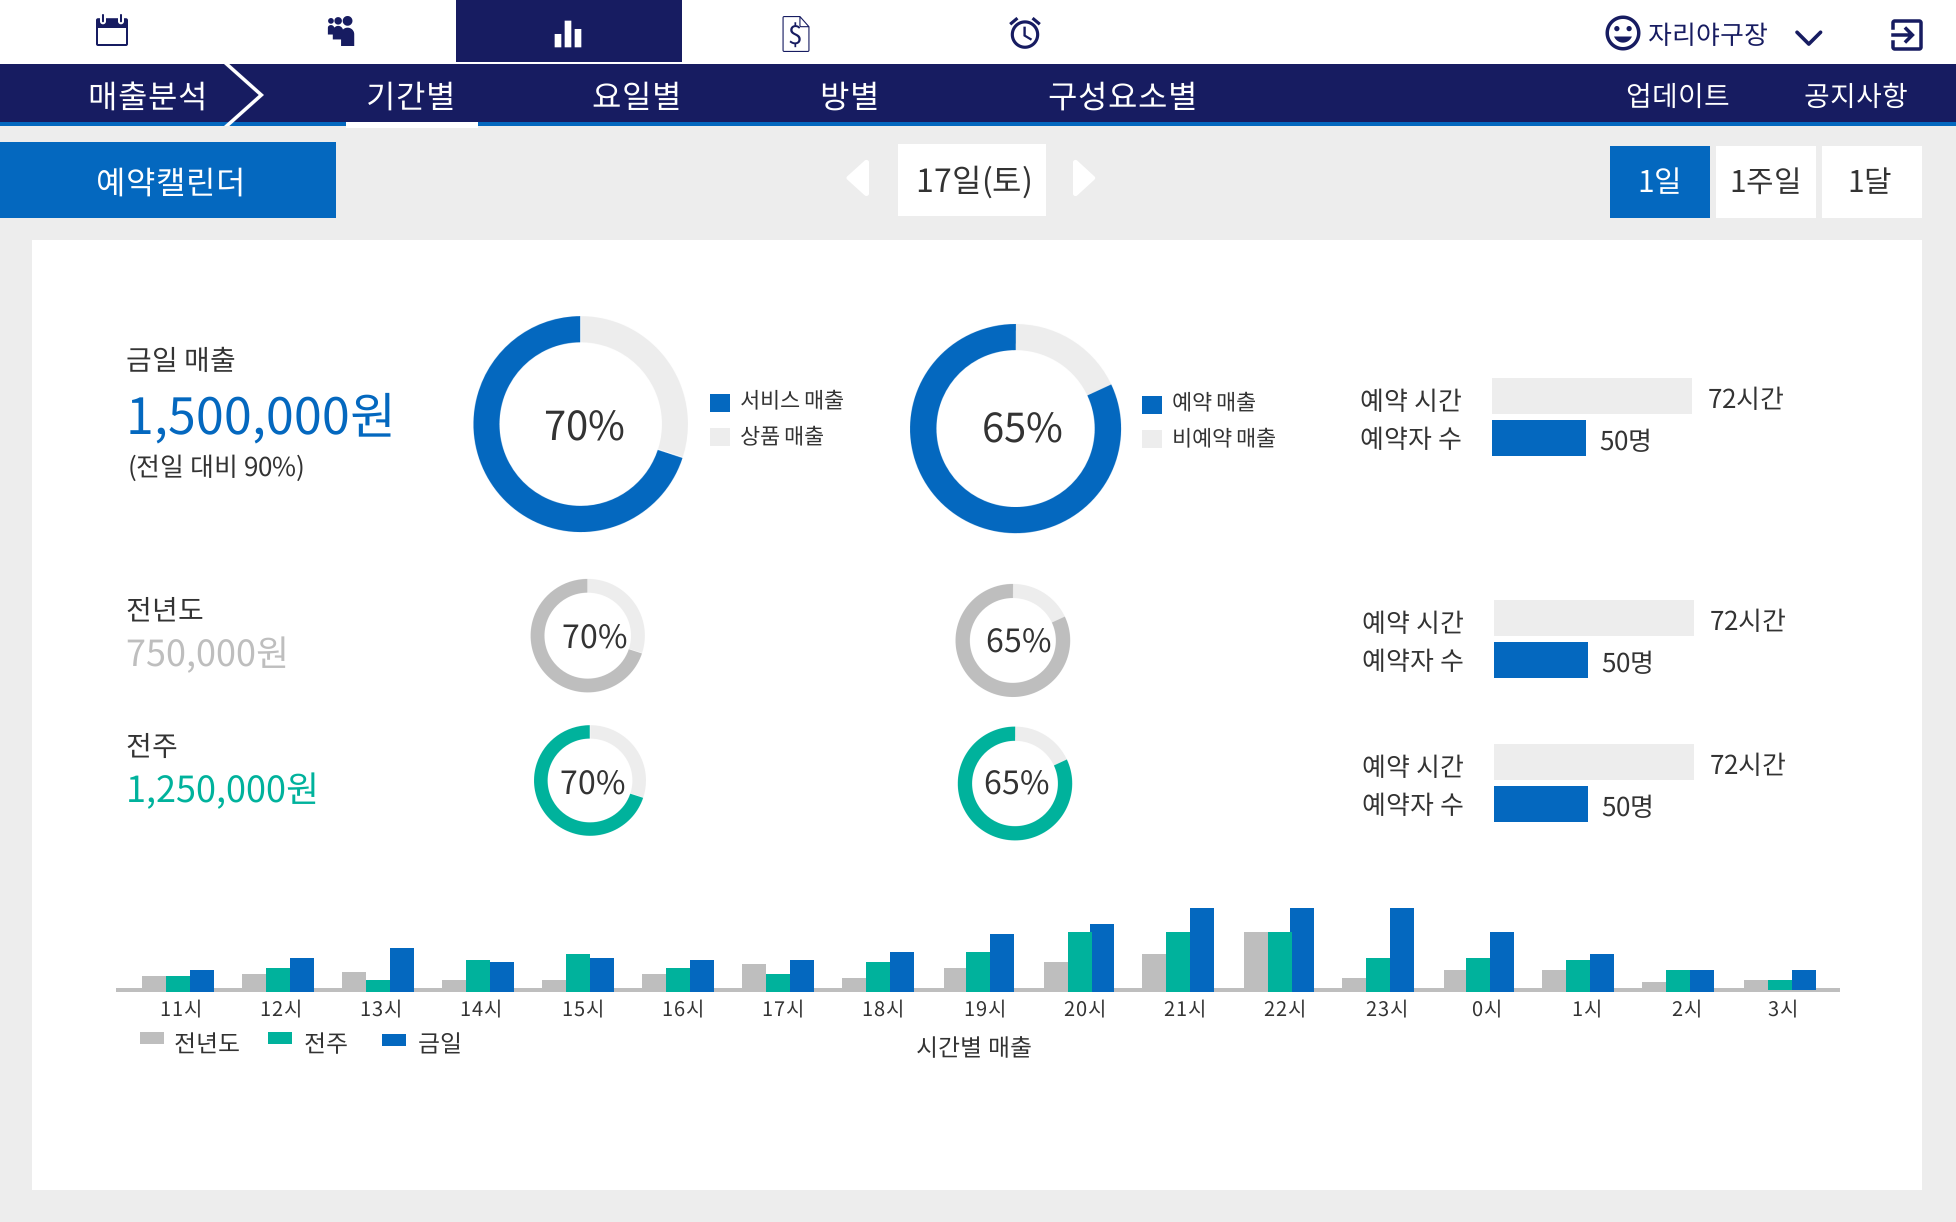 자리야구장
매출분석 기간별 요일별 방별 구성요소별 업데이트 공지사항
예약캘린더 17일(토) 1일 1주일 1달
금일 매출
1,500,000원
(전일 대비 90%)
70%
서비스 매출
상품 매출
65%
예약 매출
비예약 매출
예약 시간 72시간
예약자 수 50명
전년도
750,000원
70%
65%
예약 시간 72시간
예약자 수 50명
전주
1,250,000원
70%
65%
예약 시간 72시간
예약자 수 50명
11시 12시 13시 14시 15시 16시 17시 18시 19시 20시 21시 22시 23시 0시 1시 2시 3시
전년도 전주 금일
시간별 매출